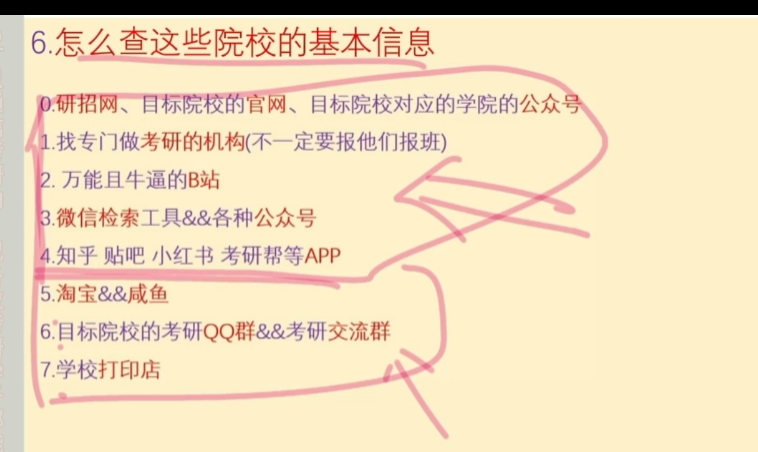 6.怎么查这些院校的基本信息
0.研招网、目标院校的官网、目标院校对应的学院的公众号
1.找专门做考研的机构(不一定要报他们报班)
2. 万能且牛逼的B站
3.微信检索工具&&各种公众号
4.知乎 贴吧 小红书 考研帮等APP
5.淘宝&&咸鱼
6.目标院校的考研QQ群&&考研交流群
7.学校打印店